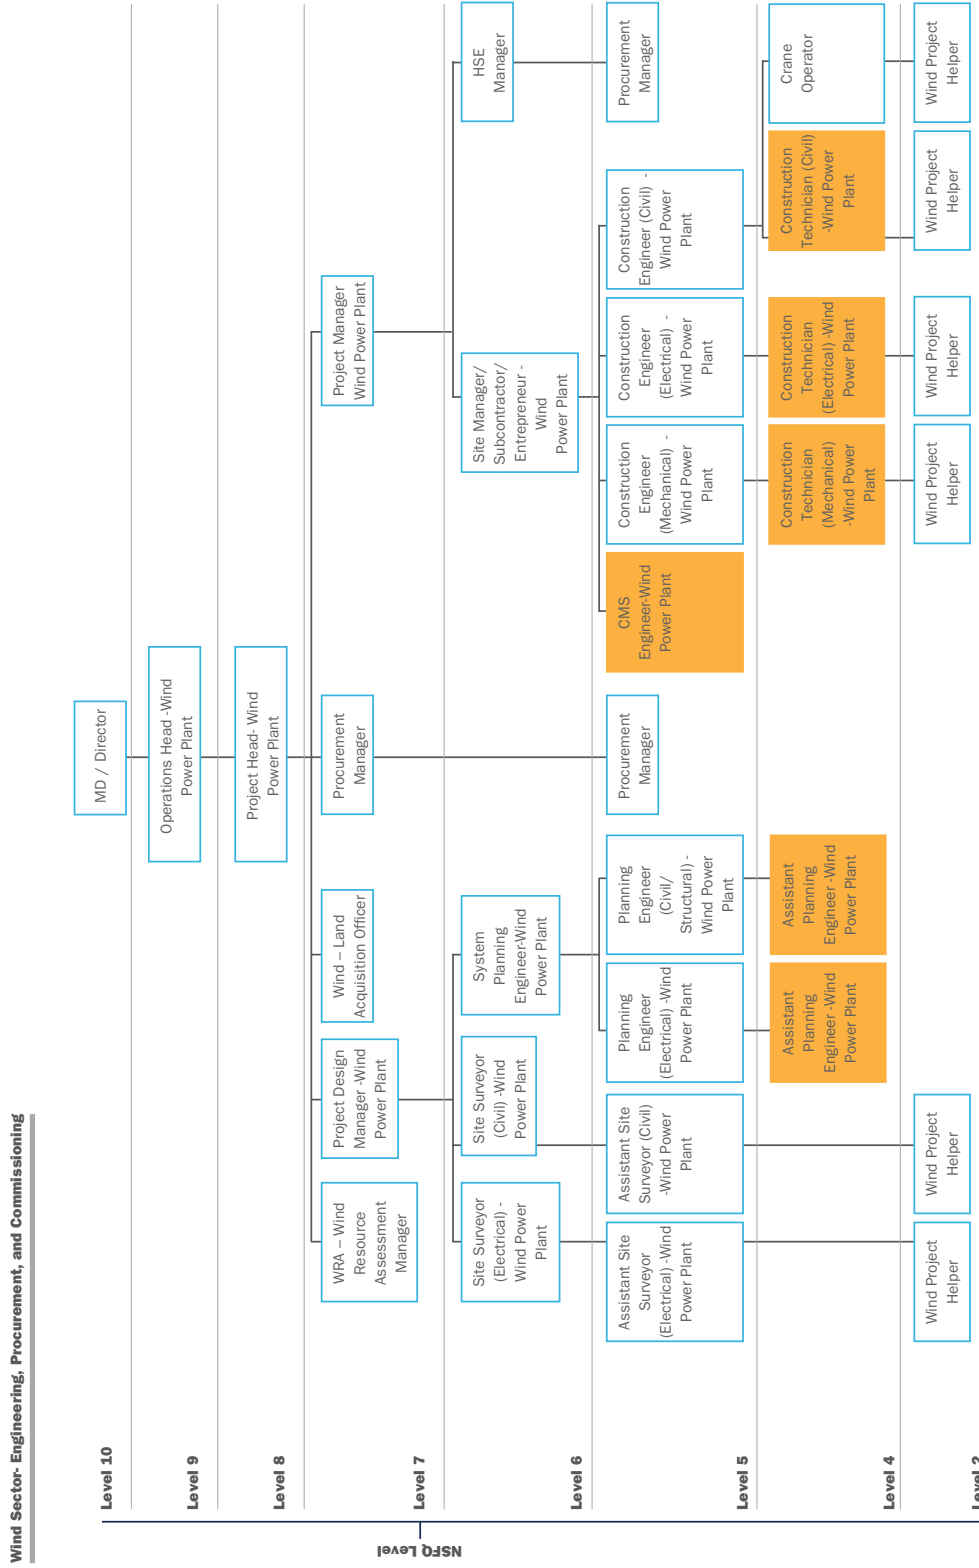 Wind Sector- Engineering, Procurement, and Commissioning
NSFQ Level
Level 10
MD / Director
Level 9
Operations Head -Wind
Power Plant
Level 8
Project Head- Wind
Power Plant
Level 7
WRA – Wind
Resource
Assessment
Manager
Project Design
Manager -Wind
Power Plant
Wind – Land
Acquisition Officer
Procurement
Manager
Project Manager
Wind Power Plant
Level 6
Site Surveyor
(Electrical) -
Wind Power
Plant
Site Surveyor
(Civil) -Wind
Power Plant
System
Planning
Engineer-Wind
Power Plant
Site Manager/
Subcontractor/
Entrepreneur -
Wind
Power Plant
HSE
Manager
Level 5
Assistant Site
Surveyor
(Electrical) -Wind
Power Plant
Assistant Site
Surveyor (Civil)
-Wind Power
Plant
Planning
Engineer
(Electrical) -Wind
Power Plant
Planning
Engineer
(Civil/
Structural) -
Wind Power
Plant
Procurement
Manager
CMS
Engineer-Wind
Power Plant
Construction
Engineer
(Mechanical) -
Wind Power
Plant
Construction
Engineer
(Electrical) -
Wind Power
Plant
Construction
Engineer (Civil) -
Wind Power
Plant
Procurement
Manager
Level 4
Assistant
Planning
Engineer -Wind
Power Plant
Assistant
Planning
Engineer -Wind
Power Plant
Construction
Technician
(Mechanical)
-Wind Power
Plant
Construction
Technician
(Electrical) -Wind
Power Plant
Construction
Technician (Civil)
-Wind Power
Plant
Crane
Operator
Level 2
Wind Project
Helper
Wind Project
Helper
Wind Project
Helper
Wind Project
Helper
Wind Project
Helper
Wind Project
Helper